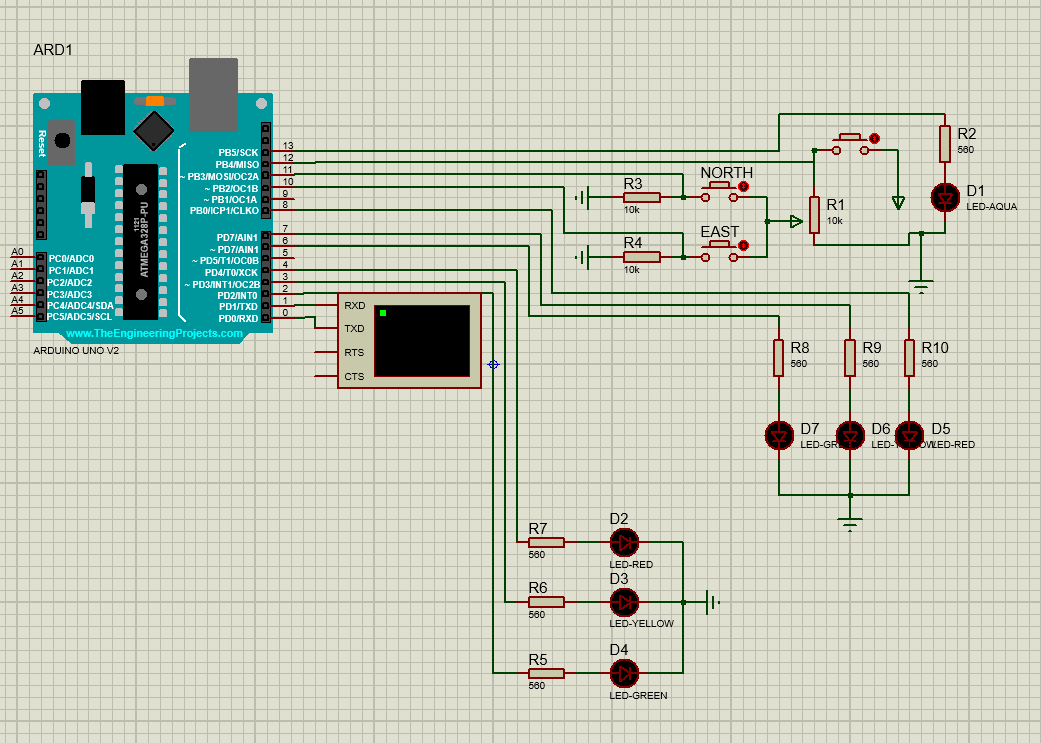 ARD1
Reset
1121
ATMEGA328P-PU
PB5/SCK 13
PB4/MISO 12
~ PB3/MOSI/OC2A 11
~ PB2/OC1B 10
~ PB1/OC1A 9
PB0/ICP1/CLKO 8
PD7/AIN1 7
~ PD7/AIN1 6
~ PD5/T1/OC0B 5
PD4/T0/XCK 4
~ PD3/INT1/OC2B 3
PD2/INT0 2
PD1/TXD 1
PD0/RXD 0
A0 PC0/ADC0
A1 PC1/ADC1
A2 PC2/ADC2
A3 PC3/ADC3
A4 PC4/ADC4/SDA
A5 PC5/ADC5/SCL
www.TheEngineeringProjects.com
ARDUINO UNO V2
RXD
TXD
RTS
CTS
R3
10k
NORTH
R4
10k
EAST
R1
10k
R2
560
D1
LED-AQUA
R8
560
R9
560
R10
560
D7
LED-GR
D6
LED-Y
D5
LED-RED
R7
560
D2
LED-RED
R6
560
D3
LED-YELLOW
R5
560
D4
LED-GREEN